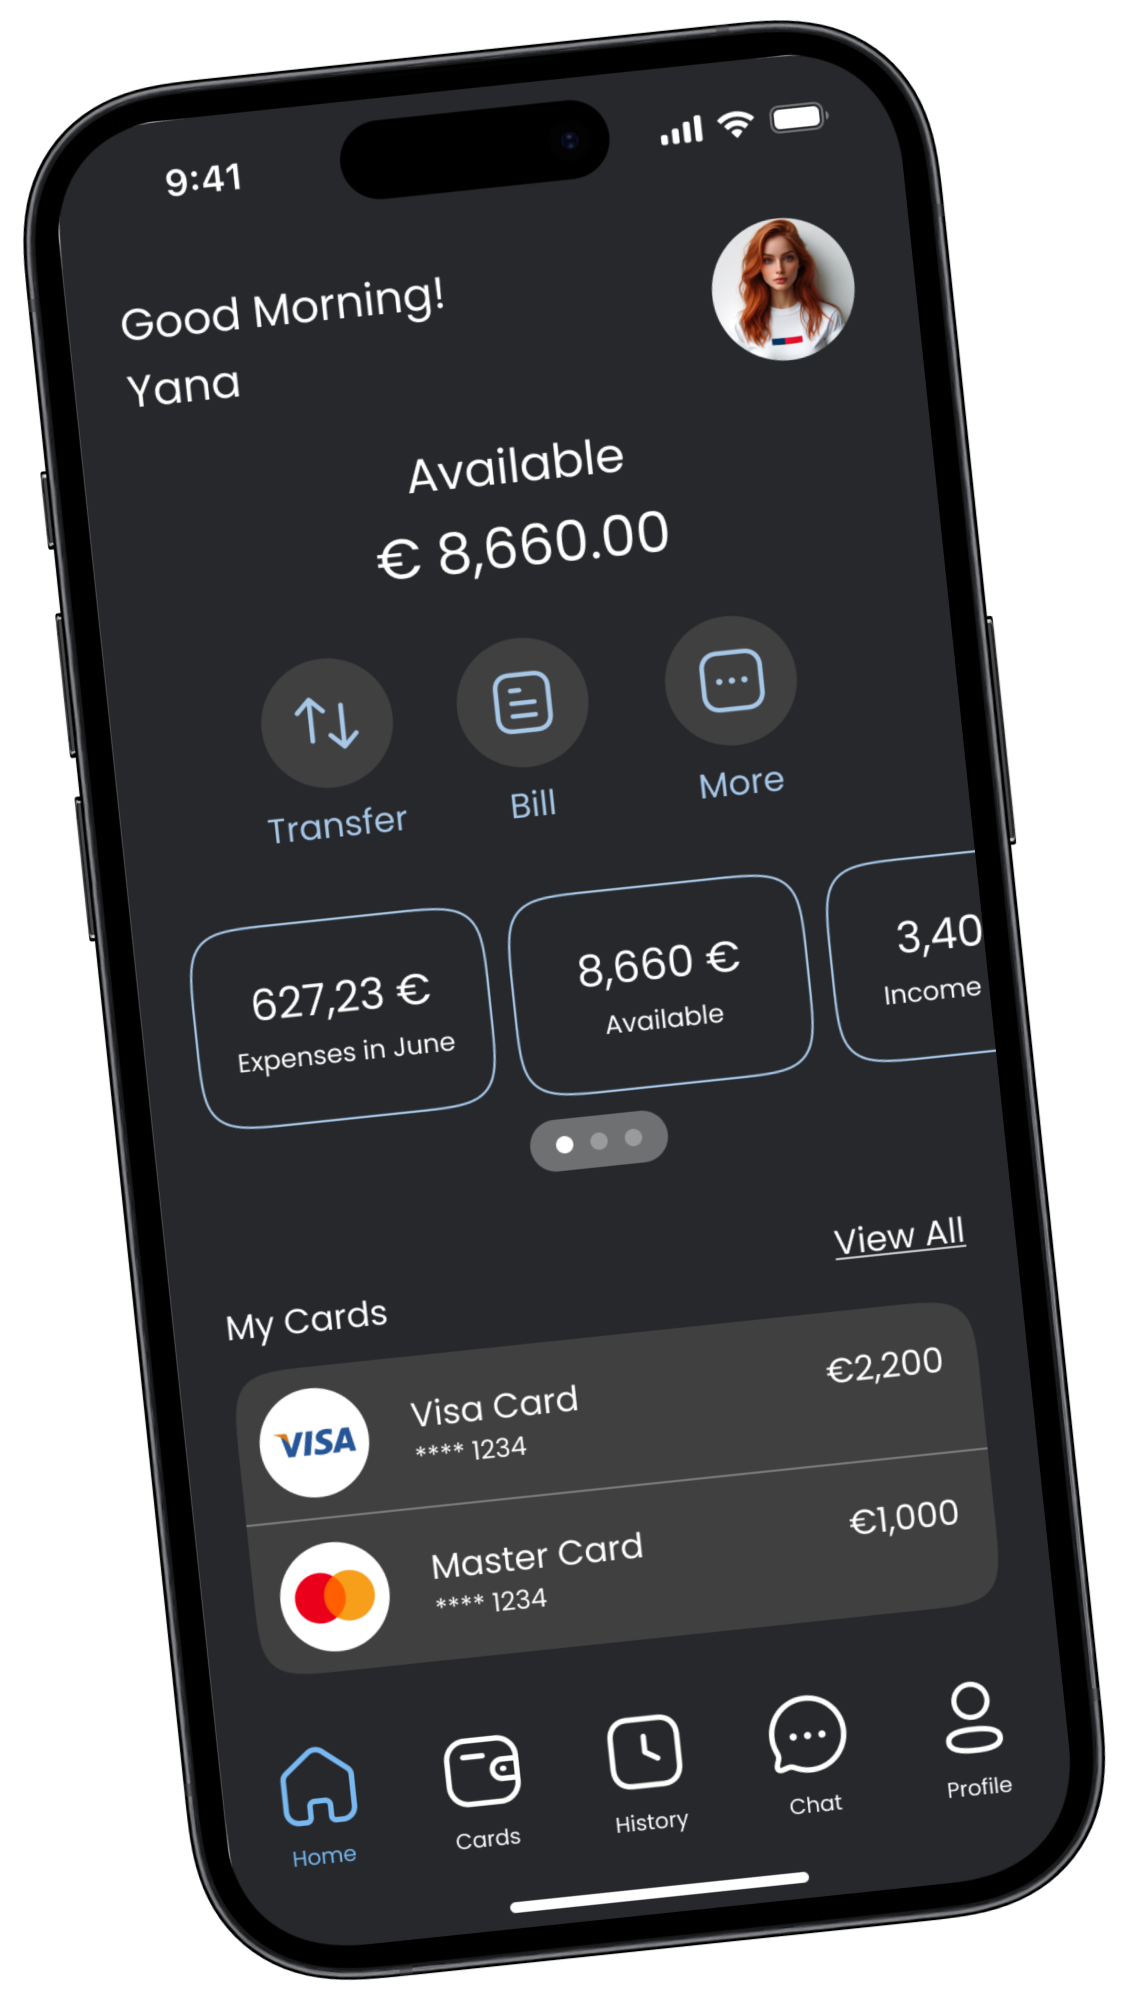 9:41
Good Morning!
Yana
Available
€ 8,660.00
Transfer
Bill
More
627,23 €
Expenses in June
8,660 €
Available
3,40
Income
View All
My Cards
VISA
Visa Card
€2,200
**** 1234
Master Card
€1,000
**** 1234
Home
Cards
History
Chat
Profile